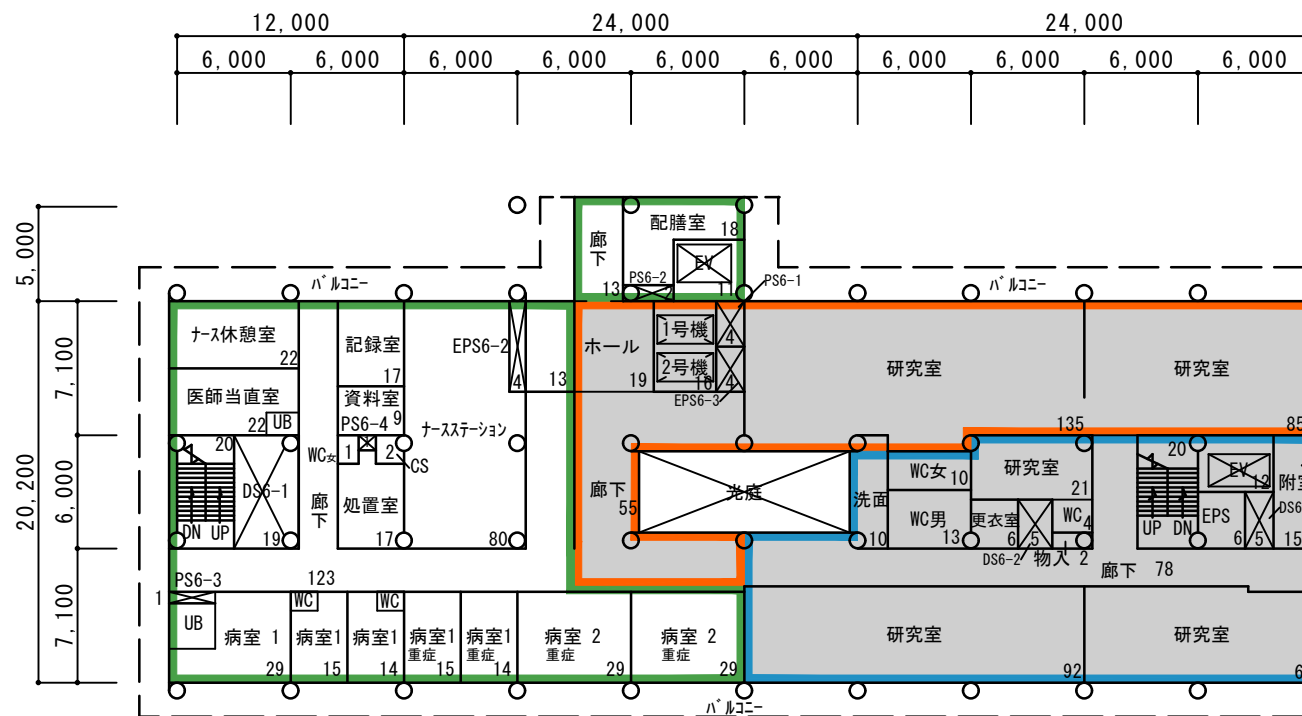 12,000 24,000 24,000
6,000 6,000 6,000 6,000 6,000 6,000 6,000 6,000 6,000 6,000
5,000
7,100
20,200
6,000
7,100
バルコニー
バルコニー
廊下
13
配膳室
18
PS6-2
2
EV
11
PS6-1
ナース休憩室
22
記録室
17
EPS6-2
4
13
ホール
19
1号機
2号機
16
4
4
EPS6-3
研究室
135
研究室
85
医師当直室
22
UB
資料室
9
PS6-4
1
2
CS
ナースステーション
80
WC女
廊下
処置室
17
20
DN UP
DS6-1
19
廊下
55
光庭
洗面
10
WC女
10
WC男
13
研究室
21
更衣室
6
5
DS6-2
WC
4
物入 2
20
UP DN
EV
12
EPS
6
5
DS6
附室
15
廊下 78
PS6-3
1
123
UB
病室 1
29
WC
病室1
15
WC
病室1
14
病室1
重症
15
病室1
重症
14
病室 2
重症
29
病室 2
重症
29
研究室
92
研究室
6
バルコニー